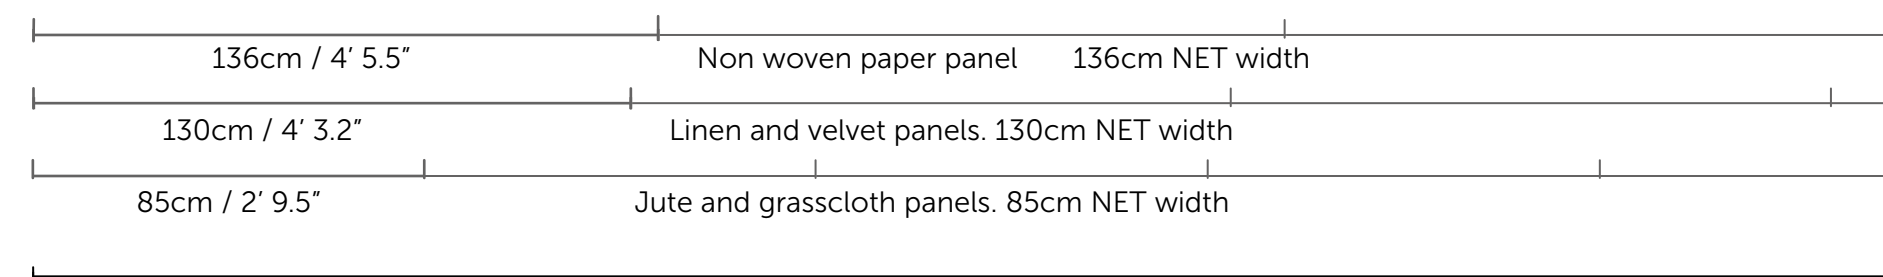 136cm / 4’ 5.5” Non woven paper panel 136cm NET width
130cm / 4’ 3.2” Linen and velvet panels. 130cm NET width
85cm / 2’ 9.5” Jute and grasscloth panels. 85cm NET width